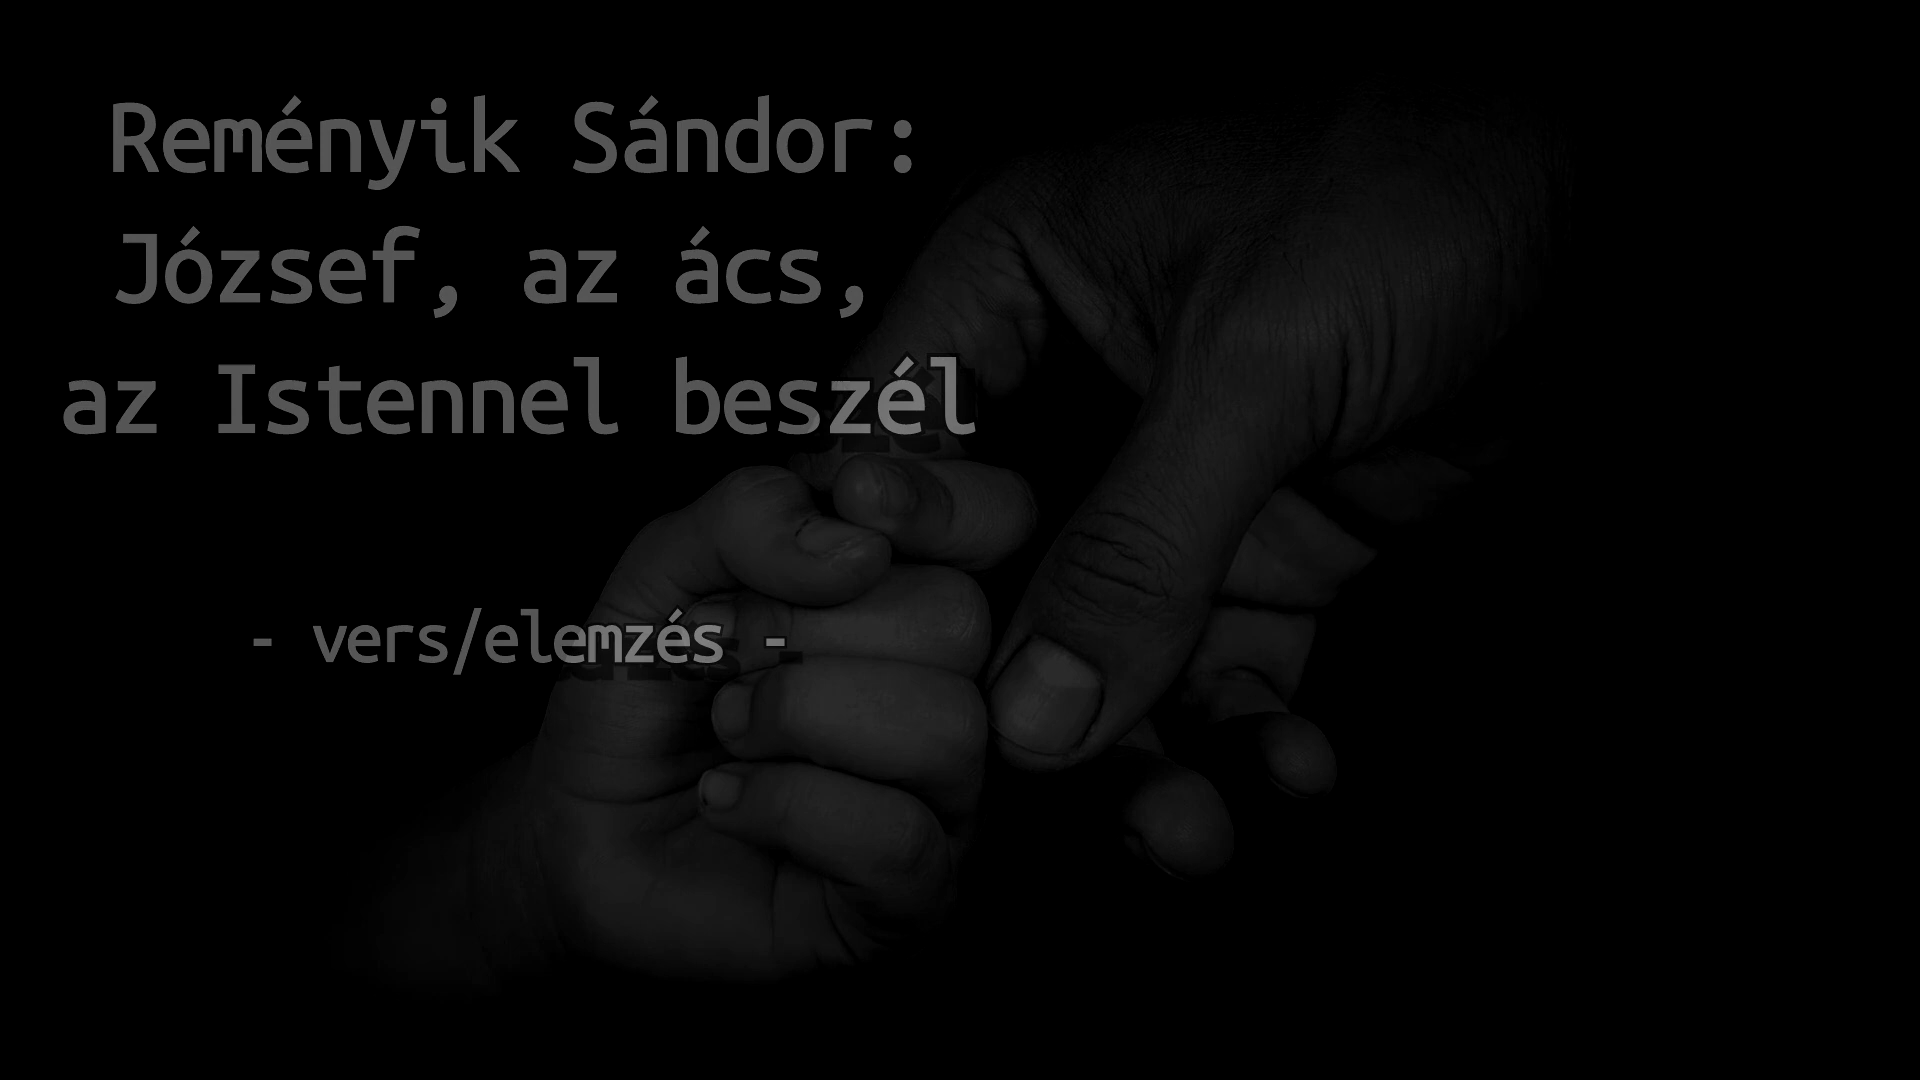 Reményik Sándor:
József, az ács,
az Istennel beszél
- vers/elemzés -